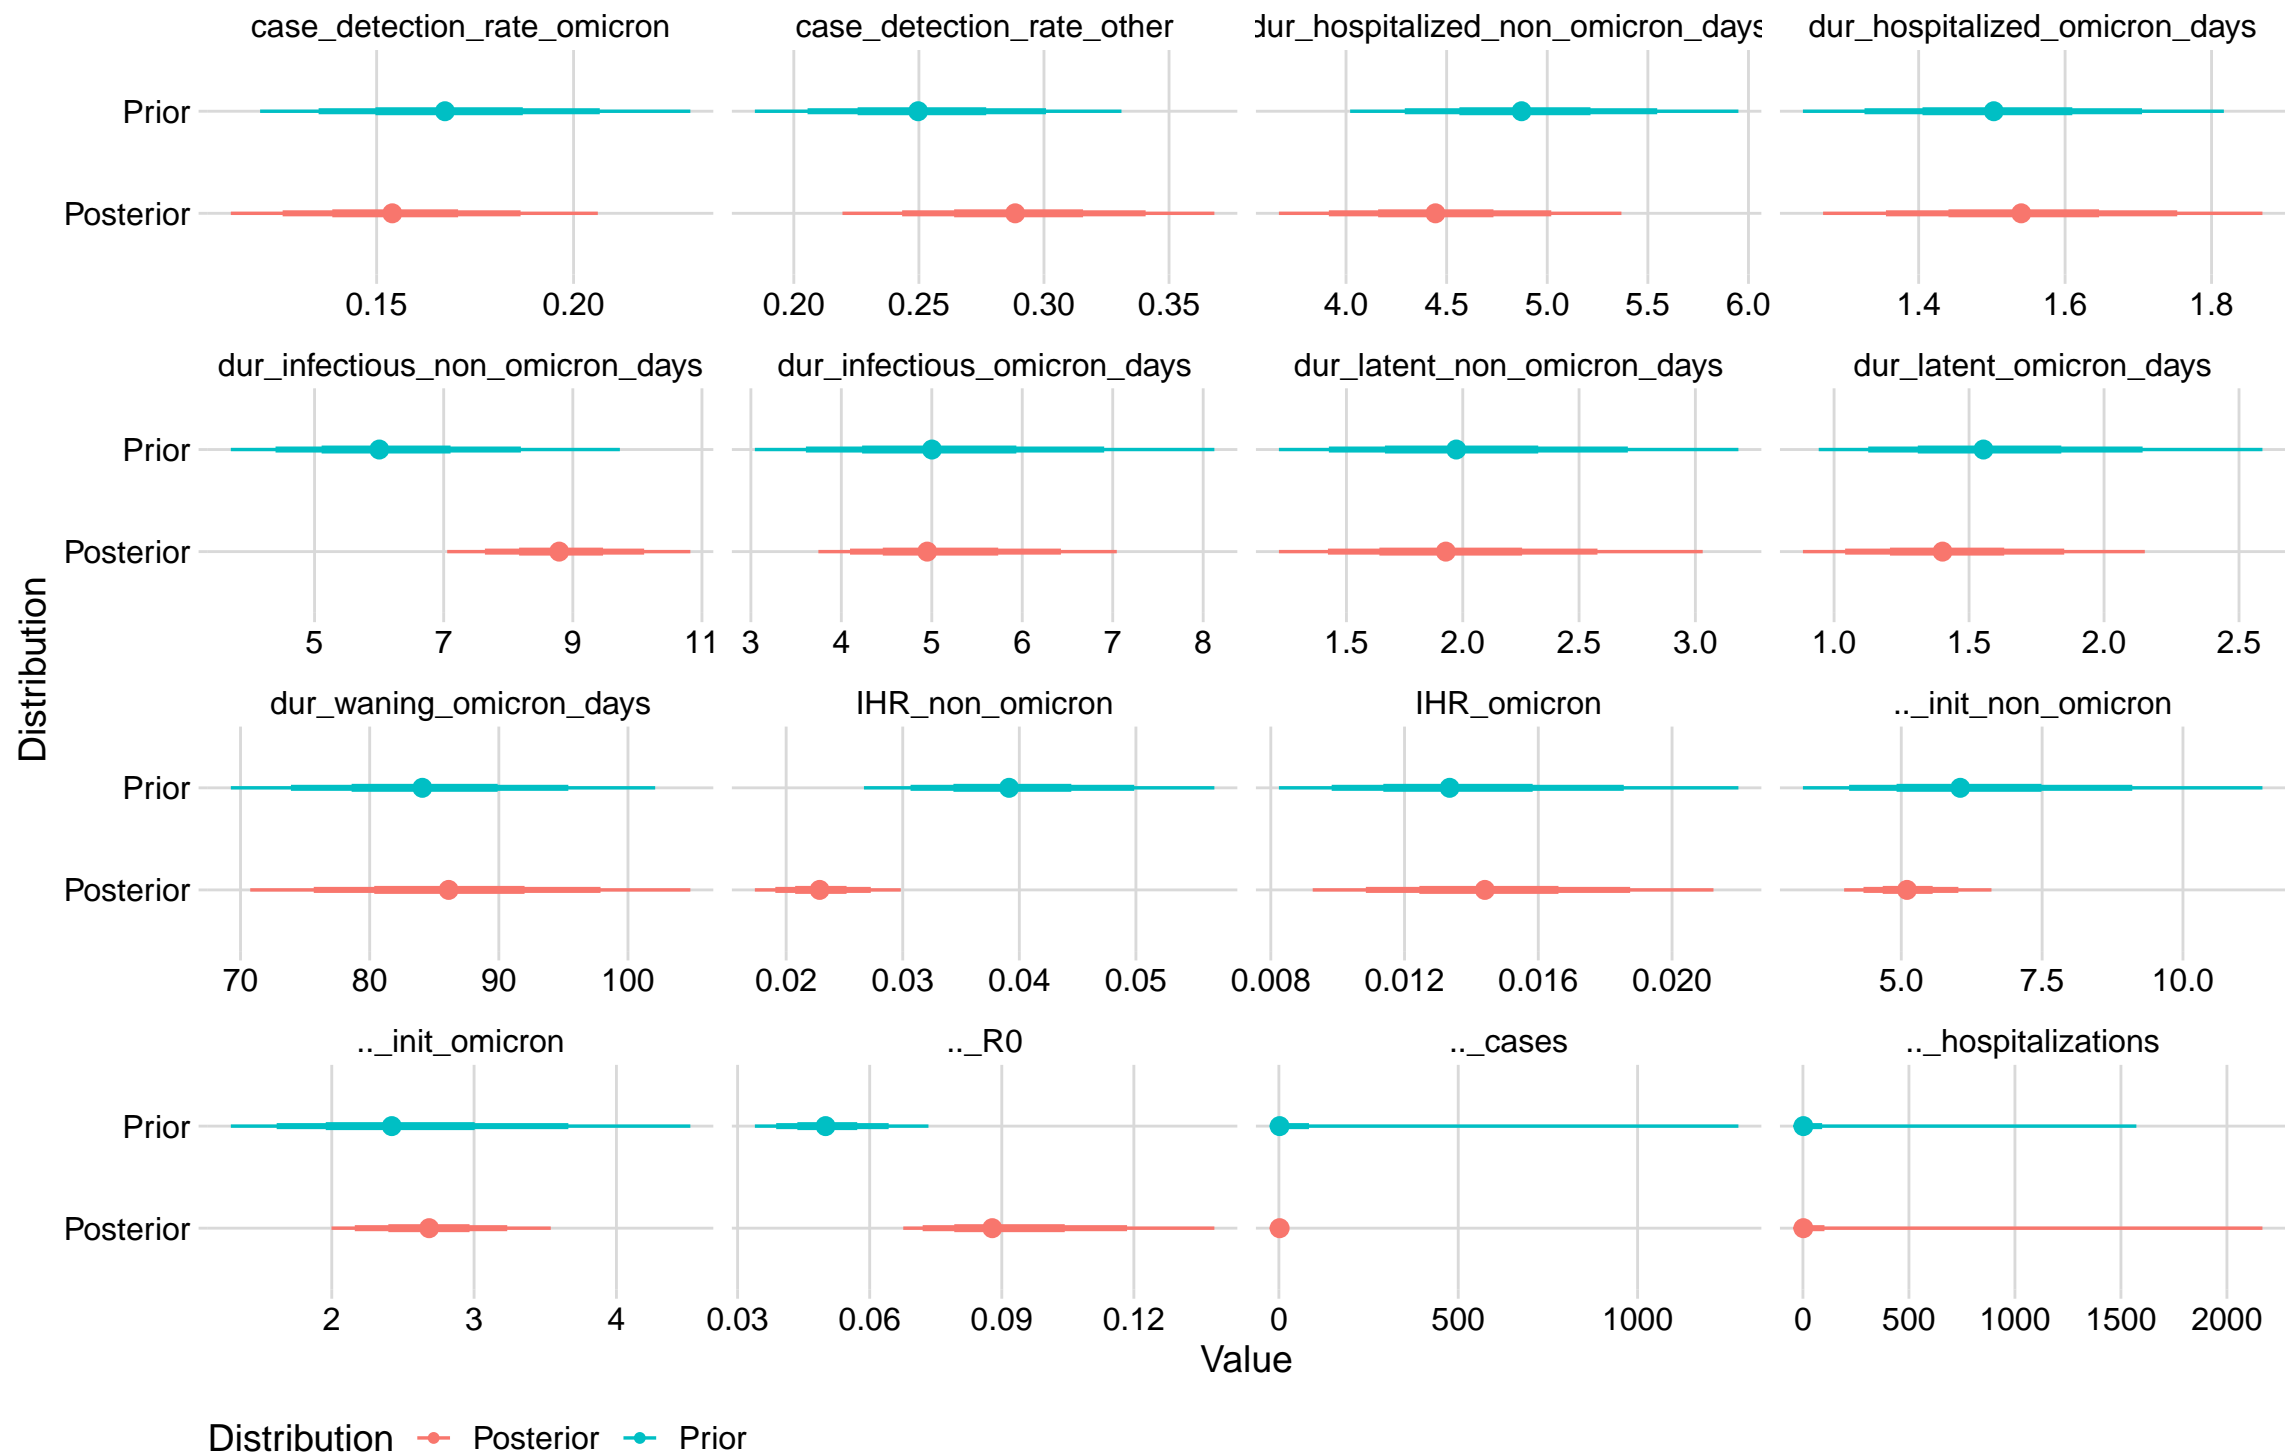 case_detection_rate_omicron case_detection_rate_other dur_hospitalized_non_omicron_days dur_hospitalized_omicron_days
Prior
Posterior
0.15 0.20 0.20 0.25 0.30 0.35 4.0 4.5 5.0 5.5 6.0 1.4 1.6 1.8
dur_infectious_non_omicron_days dur_infectious_omicron_days dur_latent_non_omicron_days dur_latent_omicron_days
Prior
Posterior
5 7 9 11 3 4 5 6 7 8 1.5 2.0 2.5 3.0 1.0 1.5 2.0 2.5
Distribution
dur_waning_omicron_days IHR_non_omicron IHR_omicron .._init_non_omicron
Prior
Posterior
70 80 90 100 0.02 0.03 0.04 0.05 0.008 0.012 0.016 0.020 5.0 7.5 10.0
.._init_omicron .._R0 .._cases .._hospitalizations
Prior
Posterior
2 3 4 0.03 0.06 0.09 0.12 0 500 1000 0 500 1000 1500 2000
Value
Distribution Posterior Prior